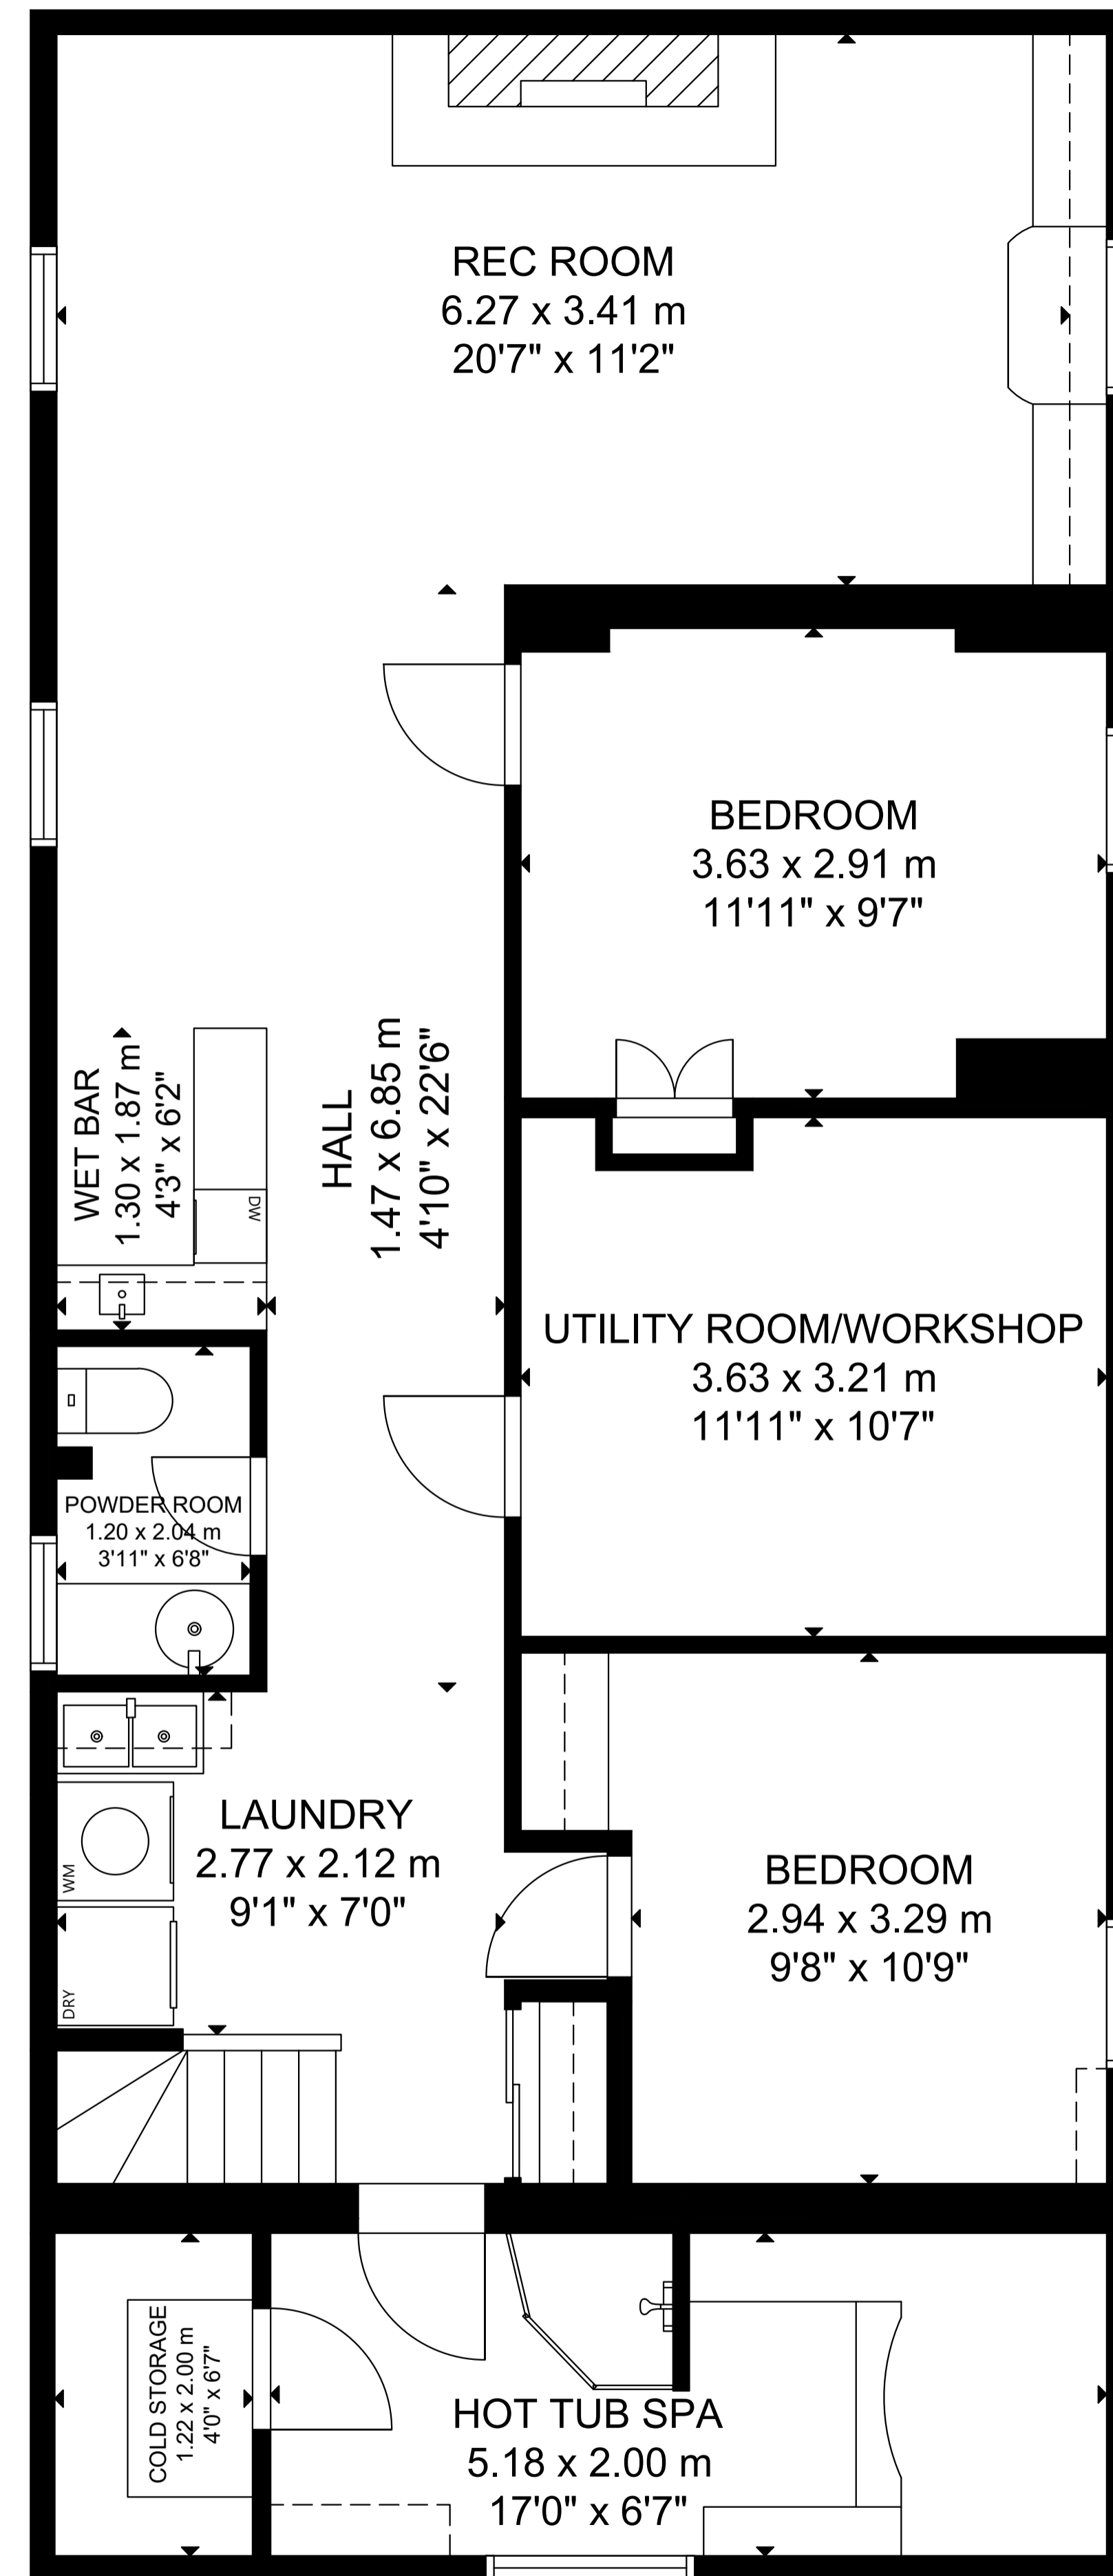 REC ROOM
6.27 x 3.41 m
20'7" x 11'2"
BEDROOM
3.63 x 2.91 m
11'11" x 9'7"
WET BAR
1.30 x 1.87 m
4'3" x 6'2"
DW
HALL
1.47 x 6.85 m
4'10" x 22'6"
UTILITY ROOM/WORKSHOP
3.63 x 3.21 m
11'11" x 10'7"
POWDER ROOM
1.20 x 2.04 m
3'11" x 6'8"
LAUNDRY
2.77 x 2.12 m
9'1" x 7'0"
WM
DRY
BEDROOM
2.94 x 3.29 m
9'8" x 10'9"
COLD STORAGE
1.22 x 2.00 m
4'0" x 6'7"
HOT TUB SPA
5.18 x 2.00 m
17'0" x 6'7"